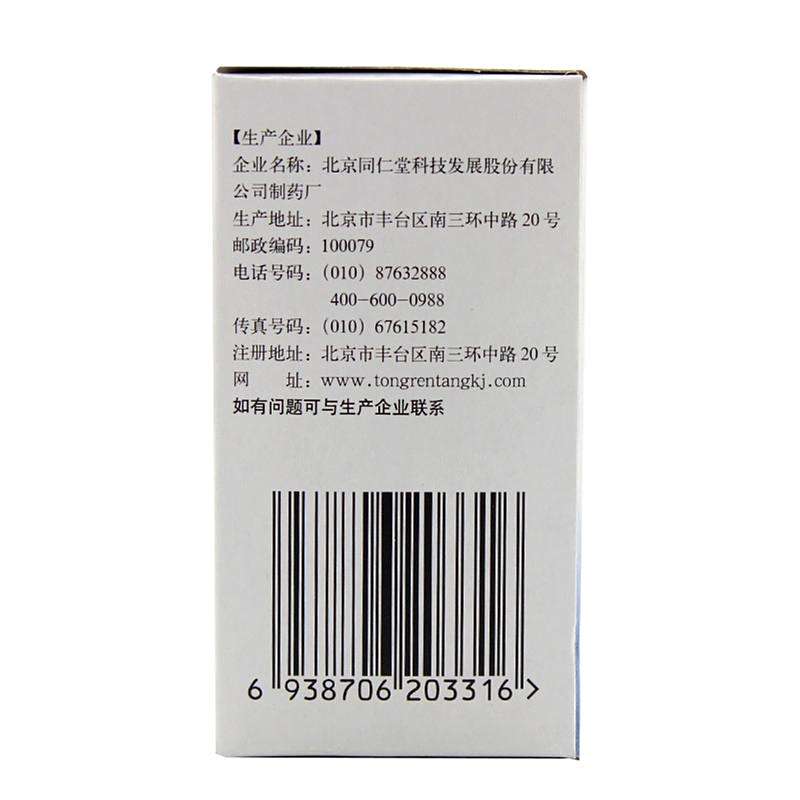 【生产企业】
企业名称：北京同仁堂科技发展股份有限
公司制药厂
生产地址：北京市丰台区南三环中路20号
邮政编码：100079
电话号码：(010) 87632888
400-600-0988
传真号码：(010) 67615182
注册地址：北京市丰台区南三环中路20号
网 址：www.tongrentangkj.com
如有问题可与生产企业联系
6 938706 203316 >